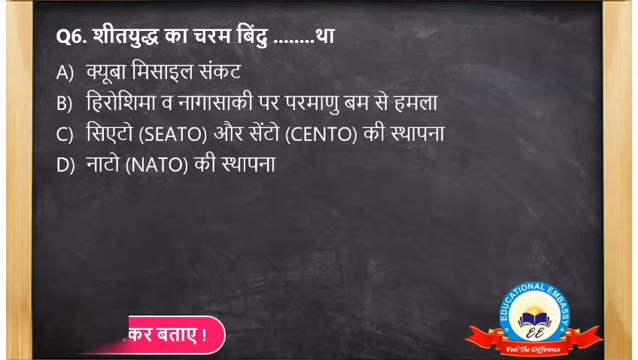 Q6. शीतयुद्ध का चरम बिंदु ........था
A) क्यूबा मिसाइल संकट
B) हिरोशिमा व नागासाकी पर परमाणु बम से हमला
C) सिएटो (SEATO) और सेंटो (CENTO) की स्थापना
D) नाटो (NATO) की स्थापना
EDUCATIONAL EMBASSY
EE
Feel The Difference
कर बताए !